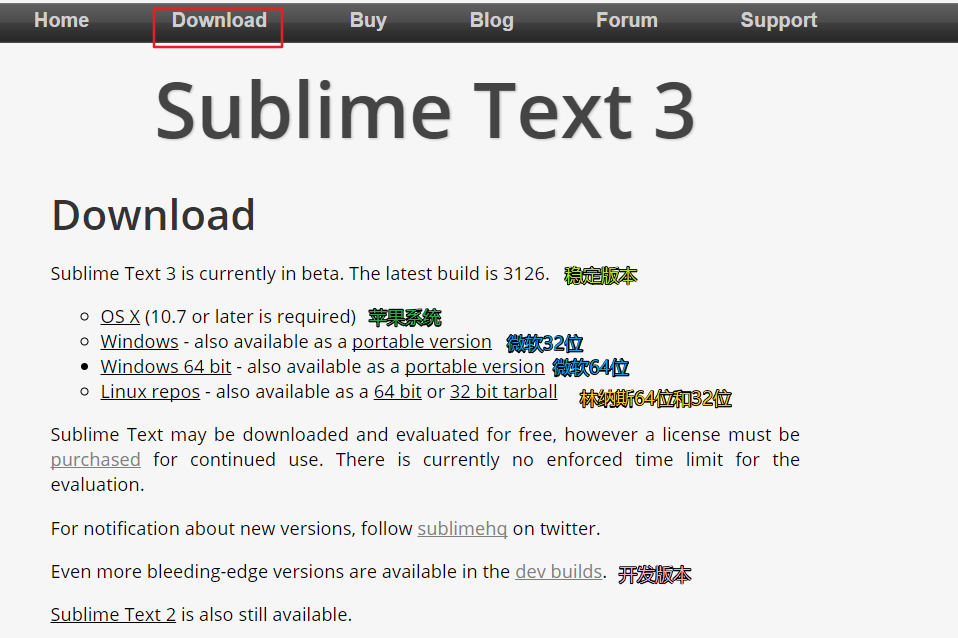 Home Download Buy Blog Forum Support
Sublime Text 3
Download
Sublime Text 3 is currently in beta. The latest build is 3126. 稳定版本
OS X (10.7 or later is required) 苹果系统
Windows - also available as a portable version 微软32位
Windows 64 bit - also available as a portable version 微软64位
Linux repos - also available as a 64 bit or 32 bit tarball 林纳斯64位和32位
Sublime Text may be downloaded and evaluated for free, however a license must be
purchased for continued use. There is currently no enforced time limit for the
evaluation.
For notification about new versions, follow sublimehq on twitter.
Even more bleeding-edge versions are available in the dev builds. 开发版本
Sublime Text 2 is also still available.